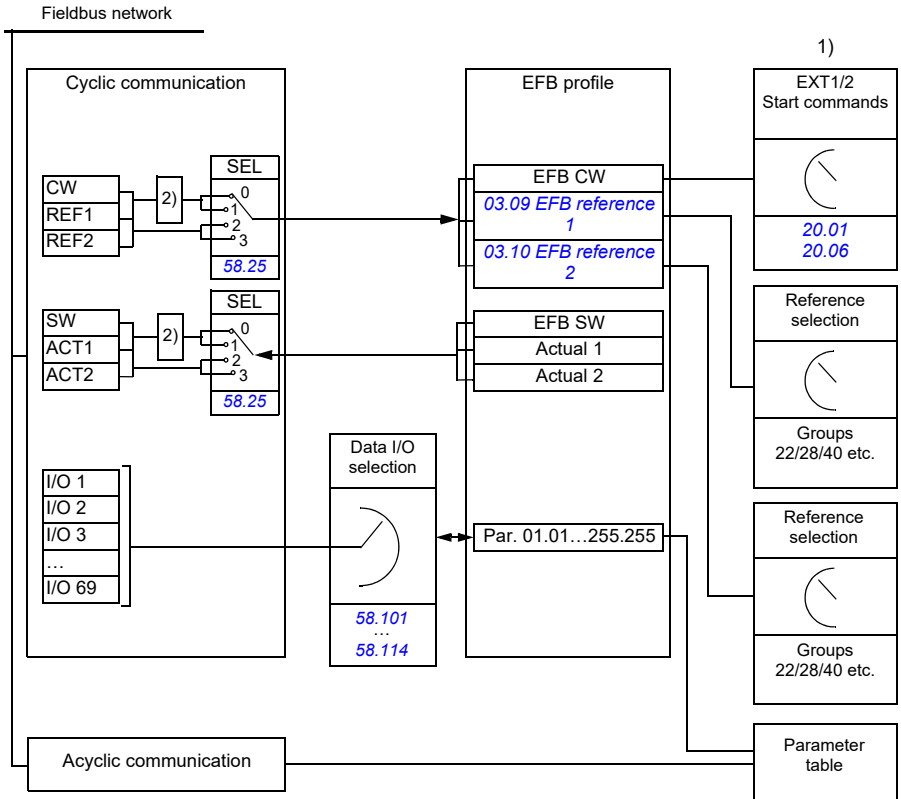 Fieldbus network
1)
Cyclic communication
EFB profile
EXT1/2
Start commands
CW
REF1
REF2
2)
SEL
0
1
2
3
58.25
EFB CW
03.09 EFB reference
1
03.10 EFB reference
2
20.01
20.06
SW
ACT1
ACT2
2)
SEL
0
1
2
3
58.25
EFB SW
Actual 1
Actual 2
Reference
selection
Groups
22/28/40 etc.
I/O 1
I/O 2
I/O 3
...
I/O 69
Data I/O
selection
58.101
...
58.114
Par. 01.01…255.255
Reference
selection
Groups
22/28/40 etc.
Acyclic communication
Parameter
table